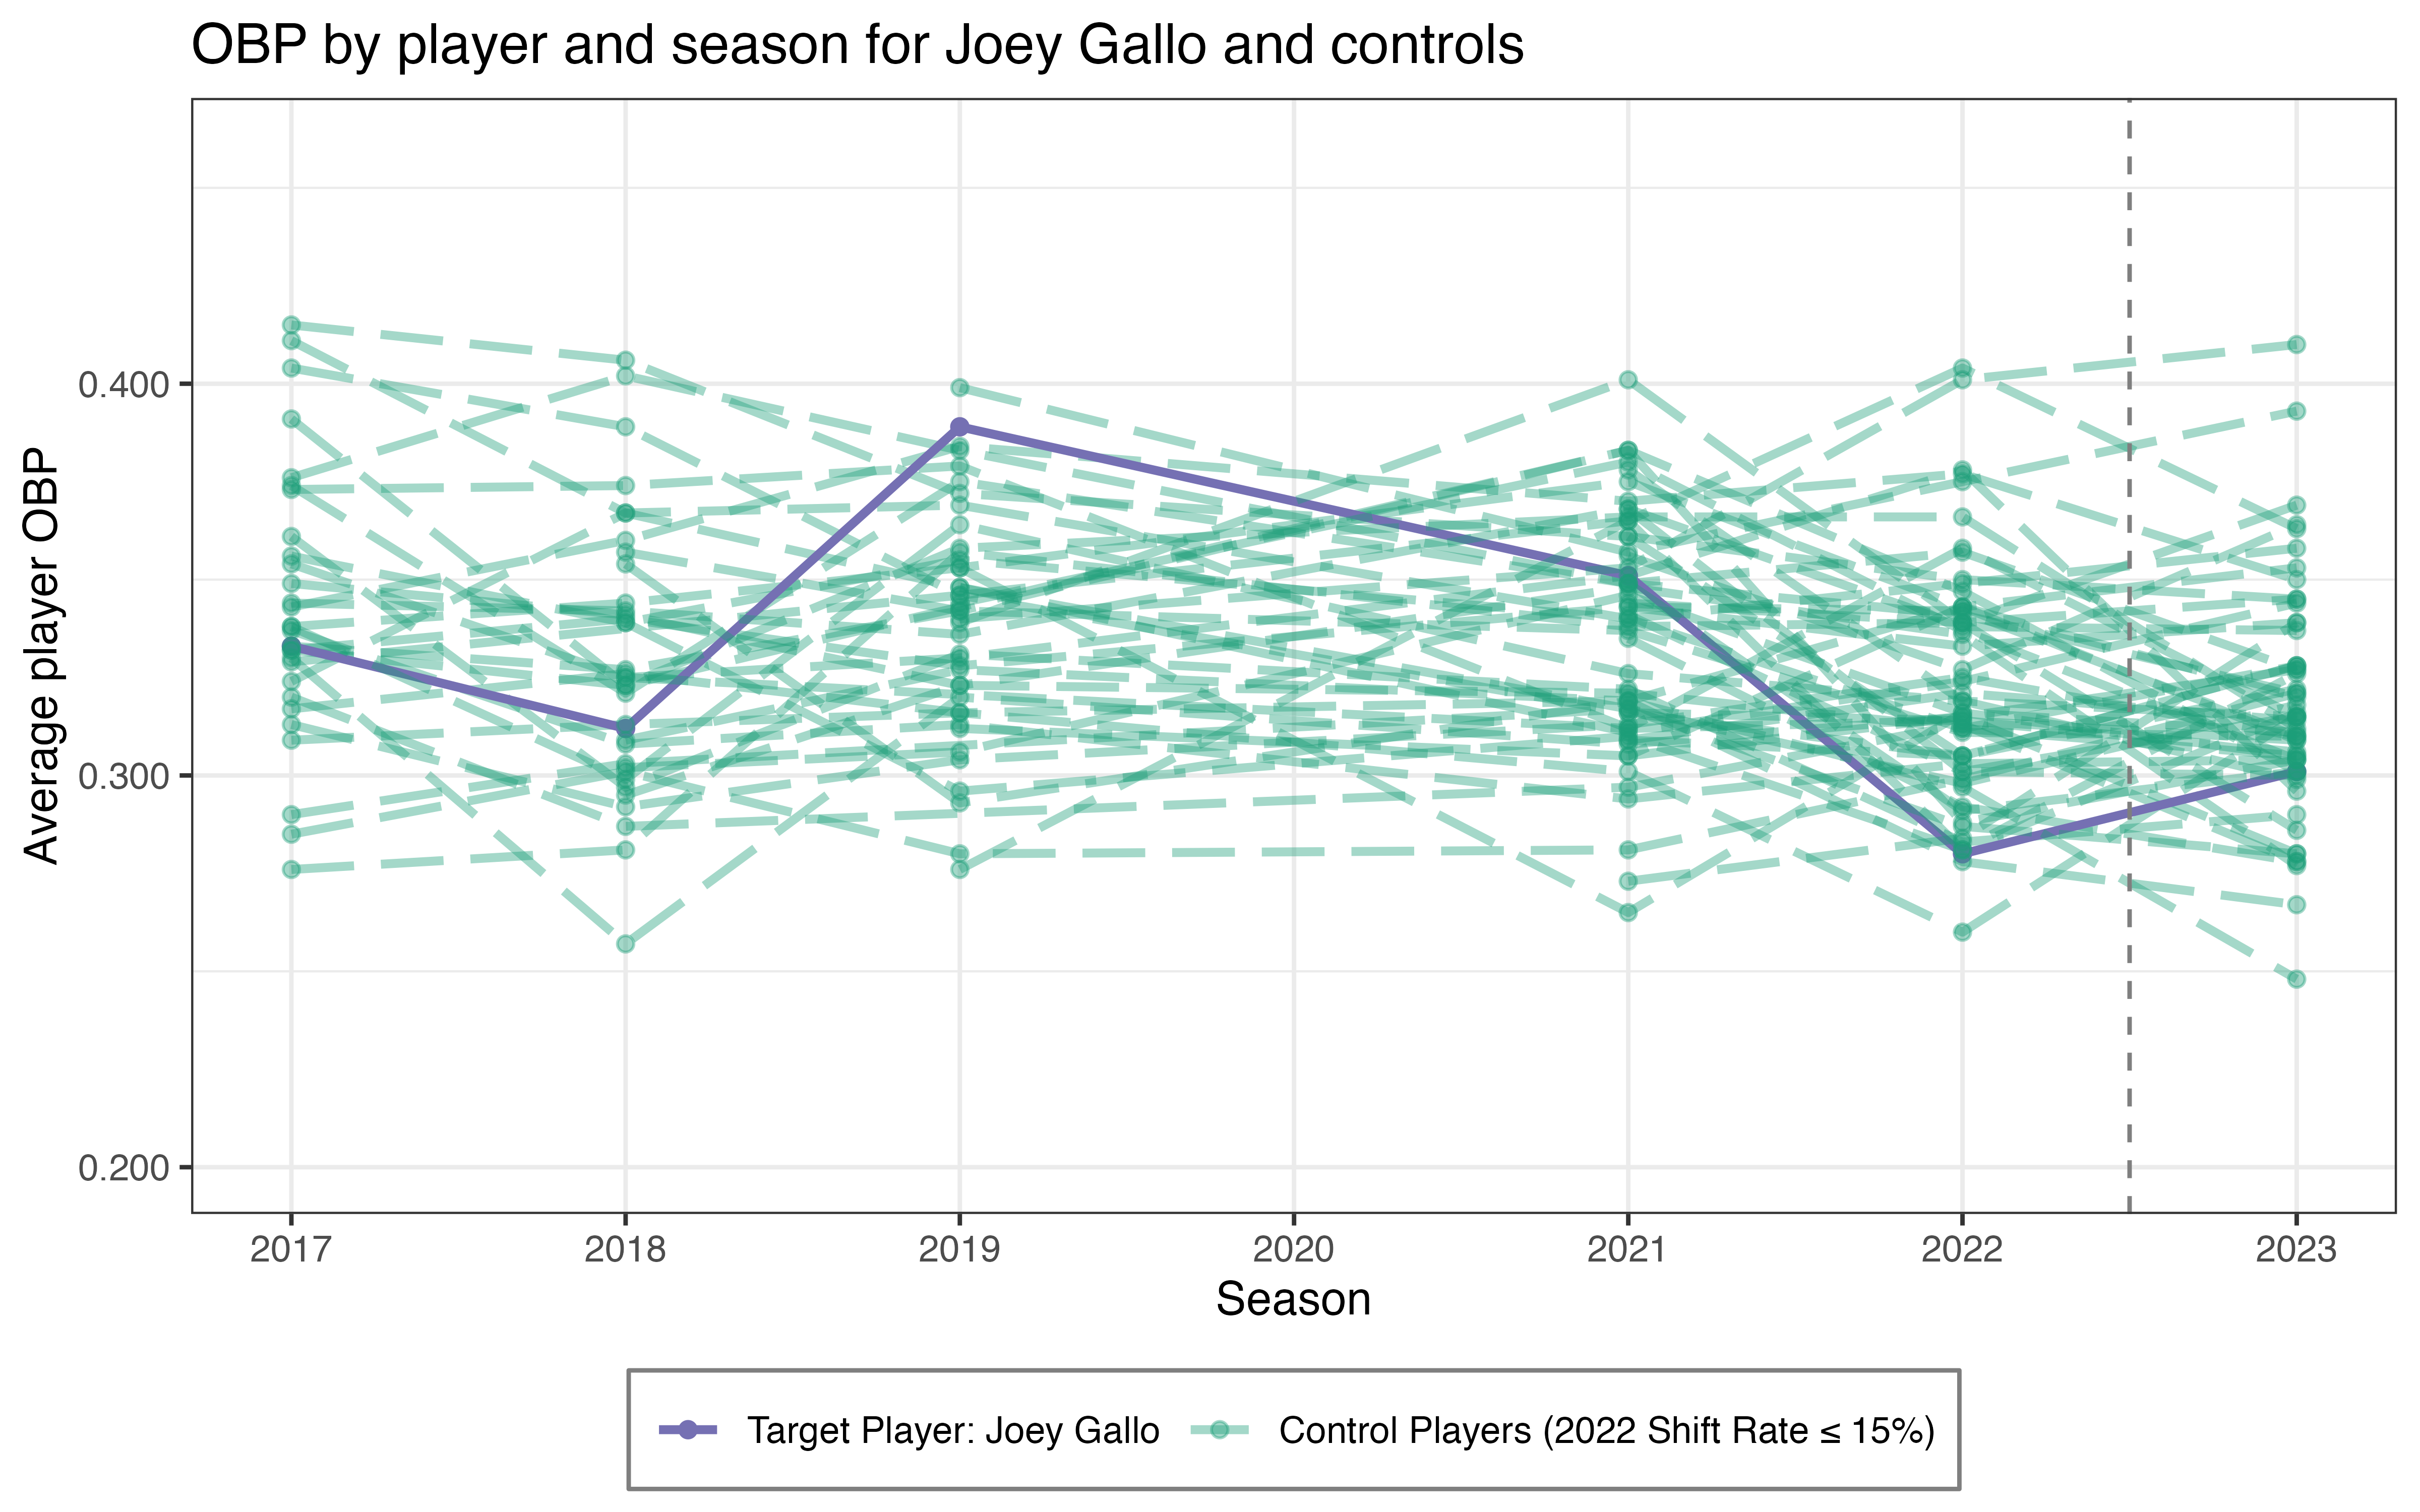 OBP by player and season for Joey Gallo and controls
Average player OBP
0.400
0.300
0.200
2017 2018 2019 2020 2021 2022 2023
Season
Target Player: Joey Gallo Control Players (2022 Shift Rate ≤ 15%)